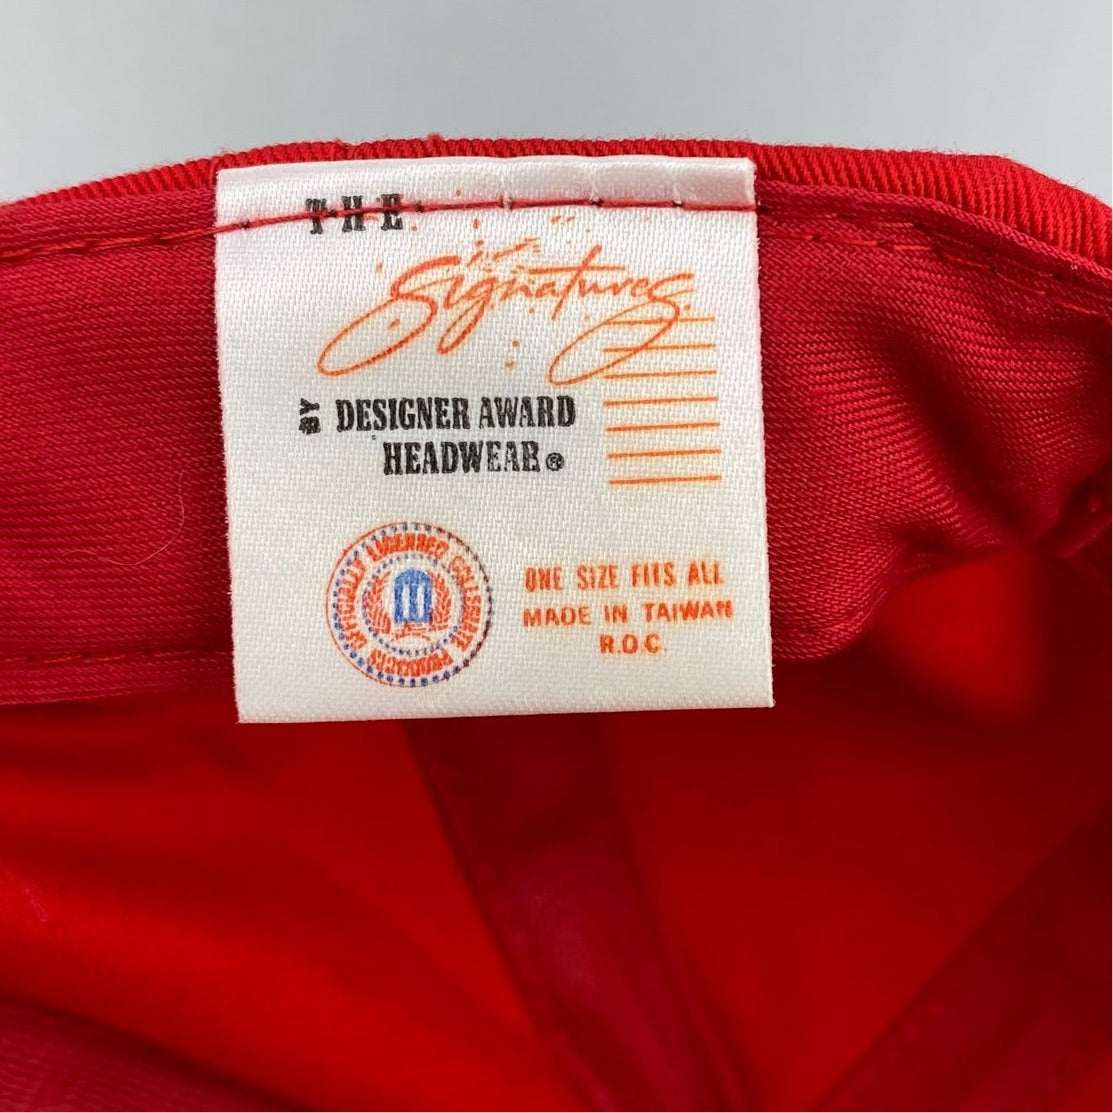 THE
Signatures
BY DESIGNER AWARD
HEADWEAR®
OFFICIALLY LICENSED COLLEGIATE PRODUCTS
ONE SIZE FITS ALL
MADE IN TAIWAN
R.O.C.